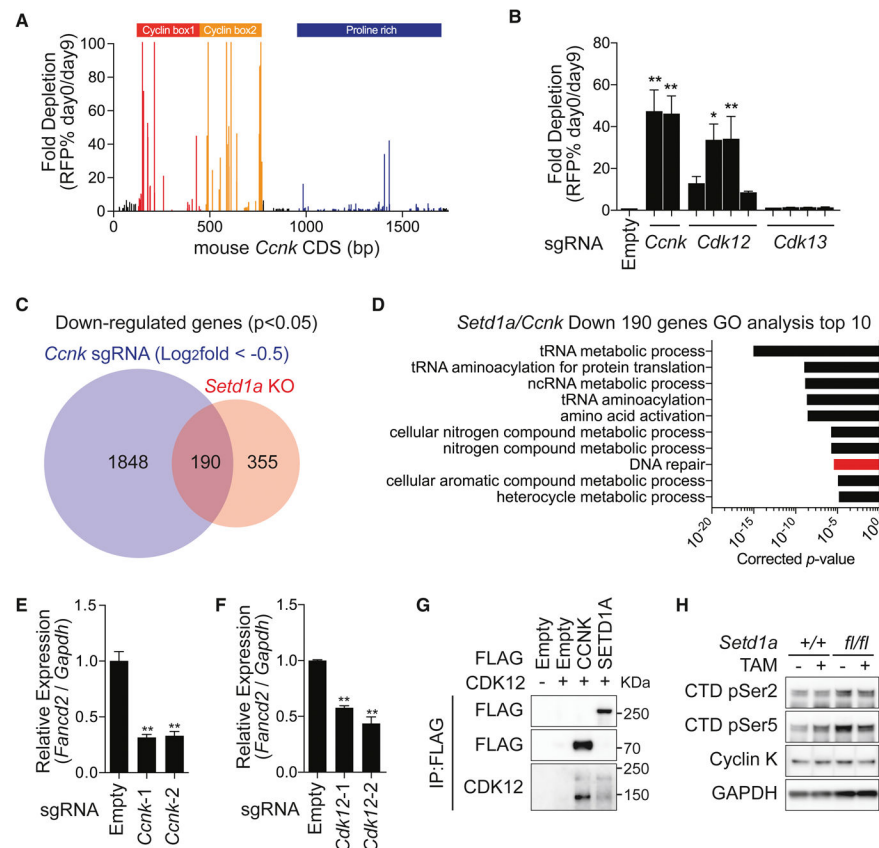 A
Cyclin box1 Cyclin box2 Proline rich
Fold Depletion
(RFP% day0/day9)
100
80
60
40
20
0
0 500 1000 1500
mouse Ccnk CDS (bp)
B
Fold Depletion
(RFP% day0/day9)
80
60
40
20
0
** ** * **
sgRNA
Empty
Ccnk Cdk12 Cdk13
C
Down-regulated genes (p<0.05)
Ccnk sgRNA (Log2fold < -0.5)
Setd1a KO
1848 190 355
D
Setd1a/Ccnk Down 190 genes GO analysis top 10
tRNA metabolic process
tRNA aminoacylation for protein translation
ncRNA metabolic process
tRNA aminoacylation
amino acid activation
cellular nitrogen compound metabolic process
nitrogen compound metabolic process
DNA repair
cellular aromatic compound metabolic process
heterocycle metabolic process
10-20 10-15 10-10 10-5 100
Corrected p-value
E
Relative Expression
(Fancd2 / Gapdh)
1.5
1.0
0.5
0.0
** **
sgRNA
Empty
Ccnk-1
Ccnk-2
F
Relative Expression
(Fancd2 / Gapdh)
1.5
1.0
0.5
0.0
** **
sgRNA
Empty
Cdk12-1
Cdk12-2
G
FLAG
Empty
Empty
CCNK
SETD1A
CDK12 - + + + KDa
IP:FLAG
FLAG 250
FLAG 70
CDK12 250
150
H
Setd1a +/+ fl/fl
TAM - + - +
CTD pSer2
CTD pSer5
Cyclin K
GAPDH